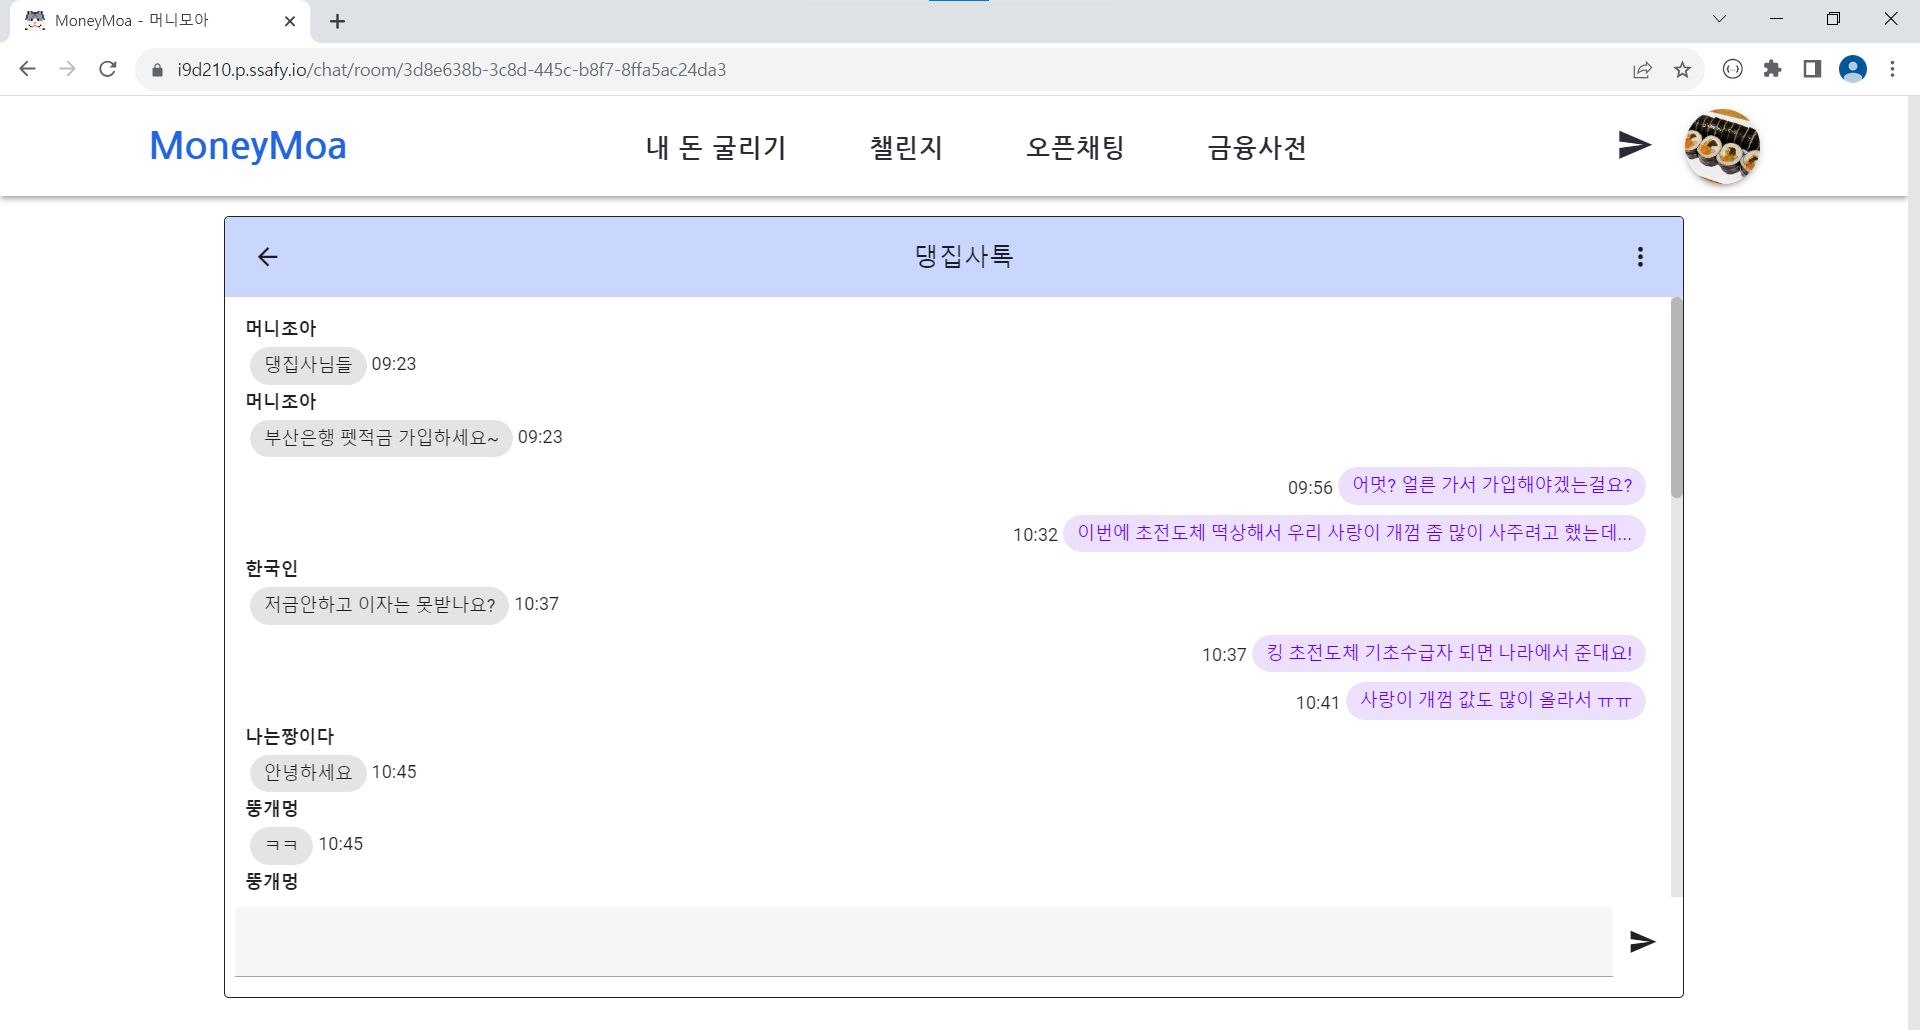 MoneyMoa - 머니모아
i9d210.p.ssafy.io/chat/room/3d8e638b-3c8d-445c-b8f7-8ffa5ac24da3
MoneyMoa 내 돈 굴리기 챌린지 오픈채팅 금융사전
댕집사톡
머니조아
댕집사님들 09:23
머니조아
부산은행 펫적금 가입하세요~ 09:23
09:56 어멋? 얼른 가서 가입해야겠는걸요?
10:32 이번에 초전도체 떡상해서 우리 사랑이 개껌 좀 많이 사주려고 했는데...
한국인
저금안하고 이자는 못받나요? 10:37
10:37 킹 초전도체 기초수급자 되면 나라에서 준대요!
10:41 사랑이 개껌 값도 많이 올라서 ㅠㅠ
나는짱이다
안녕하세요 10:45
뚱개멍
ㅋㅋ 10:45
뚱개멍